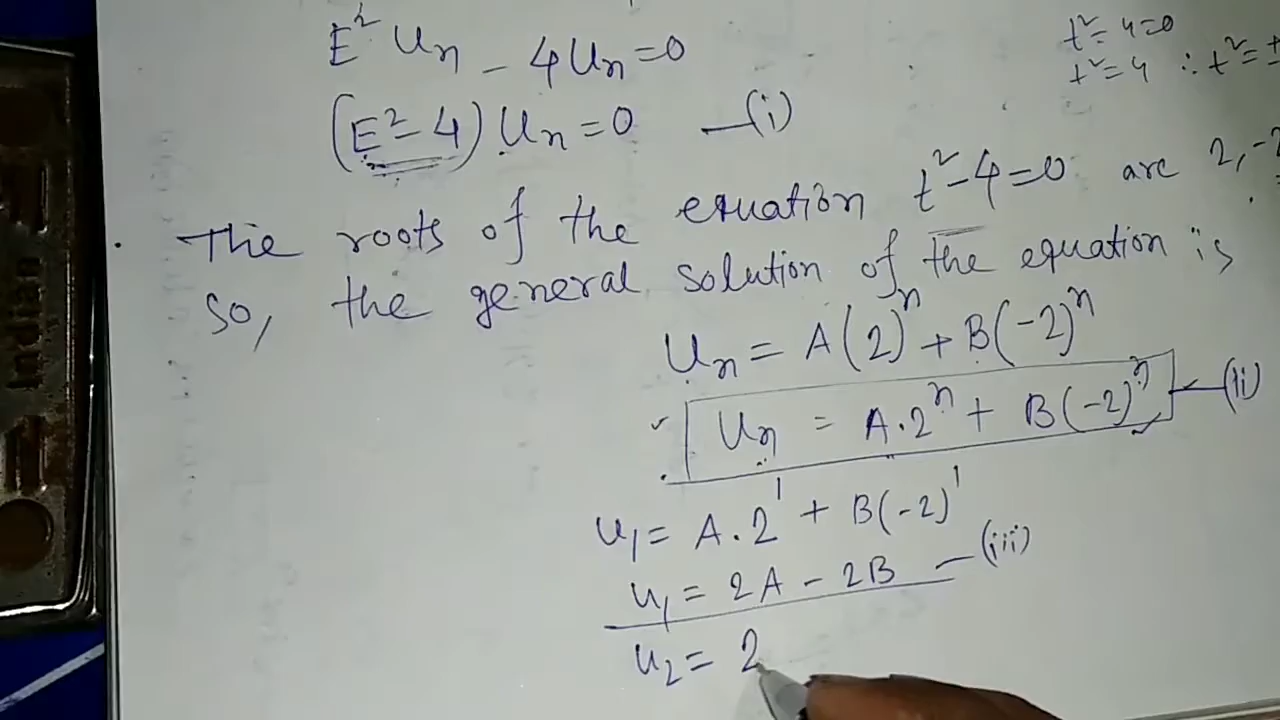 E² Uₙ - 4Uₙ = 0
t² - 4 = 0
t² = 4 ∴ t² = ±
(E² - 4) Uₙ = 0 —(i)
The roots of the equation t² - 4 = 0 are 2, -2
so, the general solution of the equation is
Uₙ = A(2)ⁿ + B(-2)ⁿ
Uₙ = A.2ⁿ + B(-2)ⁿ —(ii)
U₁ = A.2¹ + B(-2)¹
U₁ = 2A - 2B —(iii)
U₂ = 2